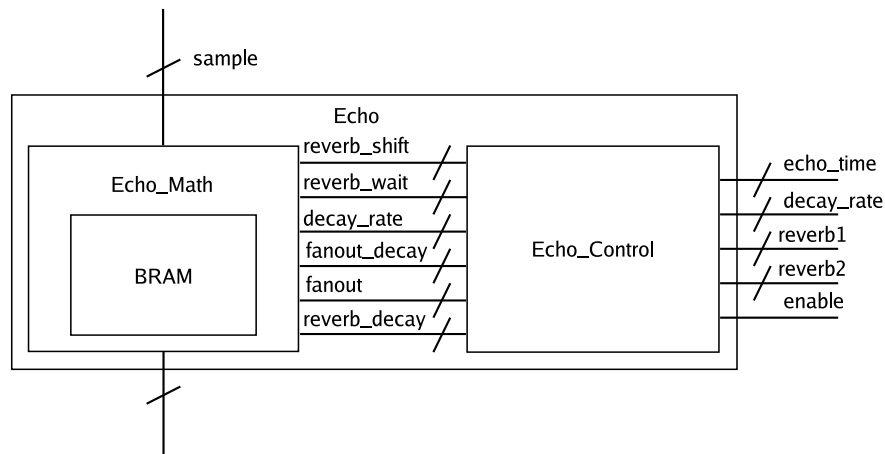 sample
Echo
reverb_shift
Echo_Math
reverb_wait
decay_rate
fanout_decay
fanout
reverb_decay
BRAM
Echo_Control
echo_time
decay_rate
reverb1
reverb2
enable